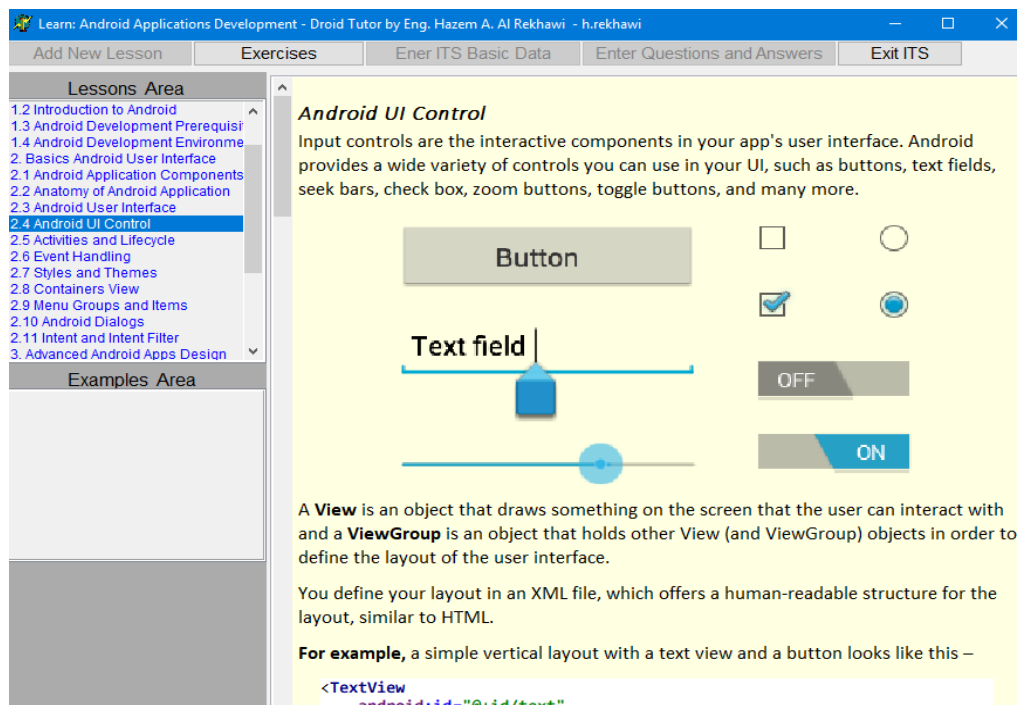 Learn: Android Applications Development - Droid Tutor by Eng. Hazem A. Al Rekhawi - h.rekhawi
Add New Lesson
Exercises
Ener ITS Basic Data
Enter Questions and Answers
Exit ITS
Lessons Area
1.2 Introduction to Android
1.3 Android Development Prerequisi
1.4 Android Development Environme
2. Basics Android User Interface
2.1 Android Application Components
2.2 Anatomy of Android Application
2.3 Android User Interface
2.4 Android UI Control
2.5 Activities and Lifecycle
2.6 Event Handling
2.7 Styles and Themes
2.8 Containers View
2.9 Menu Groups and Items
2.10 Android Dialogs
2.11 Intent and Intent Filter
3. Advanced Android Apps Design
Examples Area
Android UI Control
Input controls are the interactive components in your app's user interface. Android
provides a wide variety of controls you can use in your UI, such as buttons, text fields,
seek bars, check box, zoom buttons, toggle buttons, and many more.
Button
Text field
OFF
ON
A View is an object that draws something on the screen that the user can interact with
and a ViewGroup is an object that holds other View (and ViewGroup) objects in order to
define the layout of the user interface.
You define your layout in an XML file, which offers a human-readable structure for the
layout, similar to HTML.
For example, a simple vertical layout with a text view and a button looks like this –
<TextView
android:id="@+id/text"